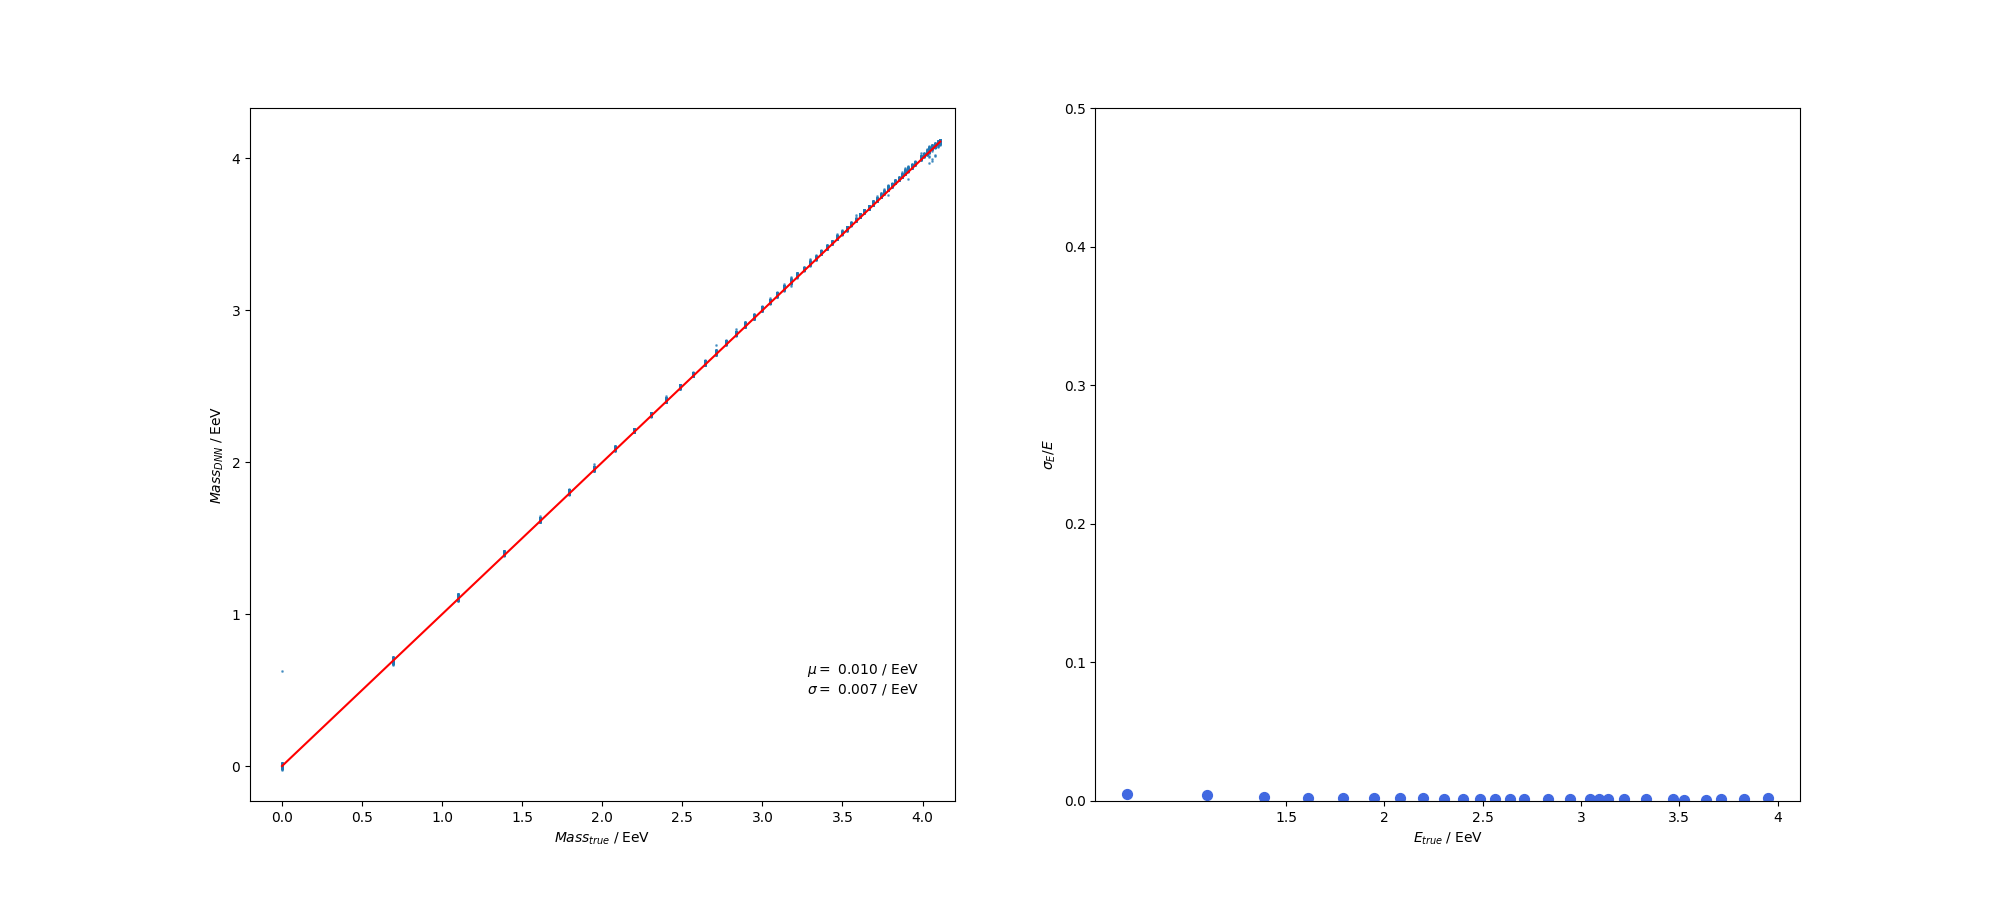 4
3
2
1
0
Mass_DNN / EeV
μ = 0.010 / EeV
σ = 0.007 / EeV
0.0 0.5 1.0 1.5 2.0 2.5 3.0 3.5 4.0
Mass_true / EeV
0.5
0.4
0.3
0.2
0.1
0.0
σ_E/E
1.5 2 2.5 3 3.5 4
E_true / EeV